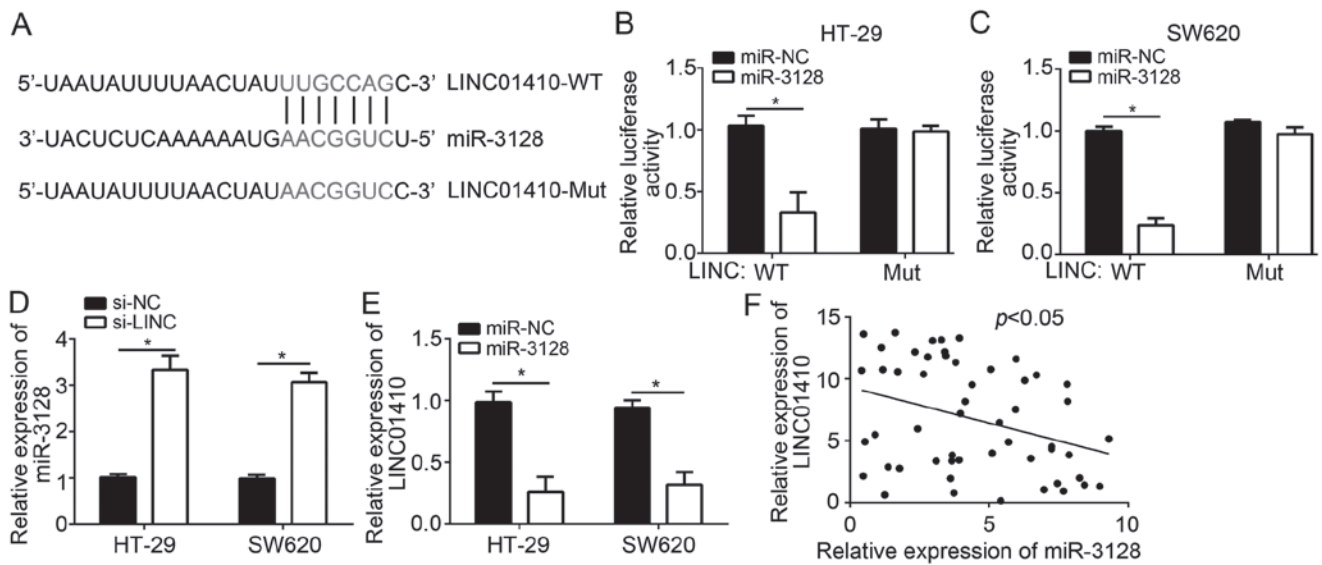 A
5’-UAAUAUUUUAACUAUUUGCCAGC-3’ LINC01410-WT
3’-UACUCUCAAAAAAUGAACGGUCU-5’ miR-3128
5’-UAAUAUUUUAACUAUAACGGUCC-3’ LINC01410-Mut
B
HT-29
miR-NC
miR-3128
Relative luciferase
activity
1.5
1.0
0.5
0.0
*
LINC: WT
Mut
C
SW620
miR-NC
miR-3128
Relative luciferase
activity
1.5
1.0
0.5
0.0
*
LINC: WT
Mut
D
si-NC
si-LINC
Relative expression of
miR-3128
4
3
2
1
0
*
*
HT-29
SW620
E
miR-NC
miR-3128
Relative expression of
LINC01410
1.5
1.0
0.5
0.0
*
*
HT-29
SW620
F
p<0.05
Relative expression of
LINC01410
15
10
5
0
0
5
10
Relative expression of miR-3128